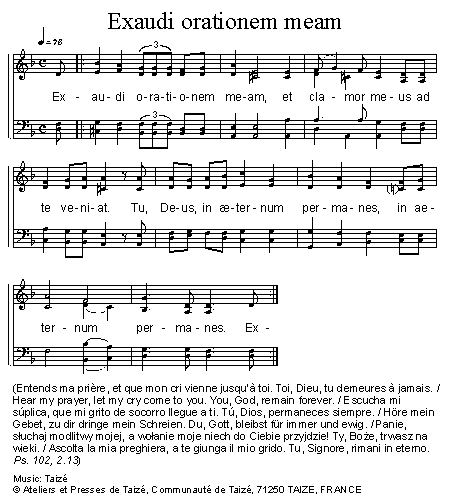 Exaudi orationem meam
♩=76
3 3
Ex - au - di o - ra - ti - o - nem me - am, et cla - mor me - us ad
te ve - ni - at. Tu, De - us, in æ - ter - num per - ma - nes, in ae -
ter - num per - ma - nes. Ex -
(Entends ma prière, et que mon cri vienne jusqu'à toi. Toi, Dieu, tu demeures à jamais. /
Hear my prayer, let my cry come to you. You, God, remain forever. / Escucha mi
súplica, que mi grito de socorro llegue a ti. Tú, Dios, permaneces siempre. / Höre mein
Gebet, zu dir dringe mein Schreien. Du, Gott, bleibst für immer und ewig. / Panie,
słuchaj modlitwy mojej, a wołanie moje niech do Ciebie przyjdzie! Ty, Boże, trwasz na
wieki. / Ascolta la mia preghiera, a te giunga il mio grido. Tu, Signore, rimani in eterno.
Ps. 102, 2.13)
Music: Taizé
© Ateliers et Presses de Taizé, Communauté de Taizé, 71250 TAIZE, FRANCE